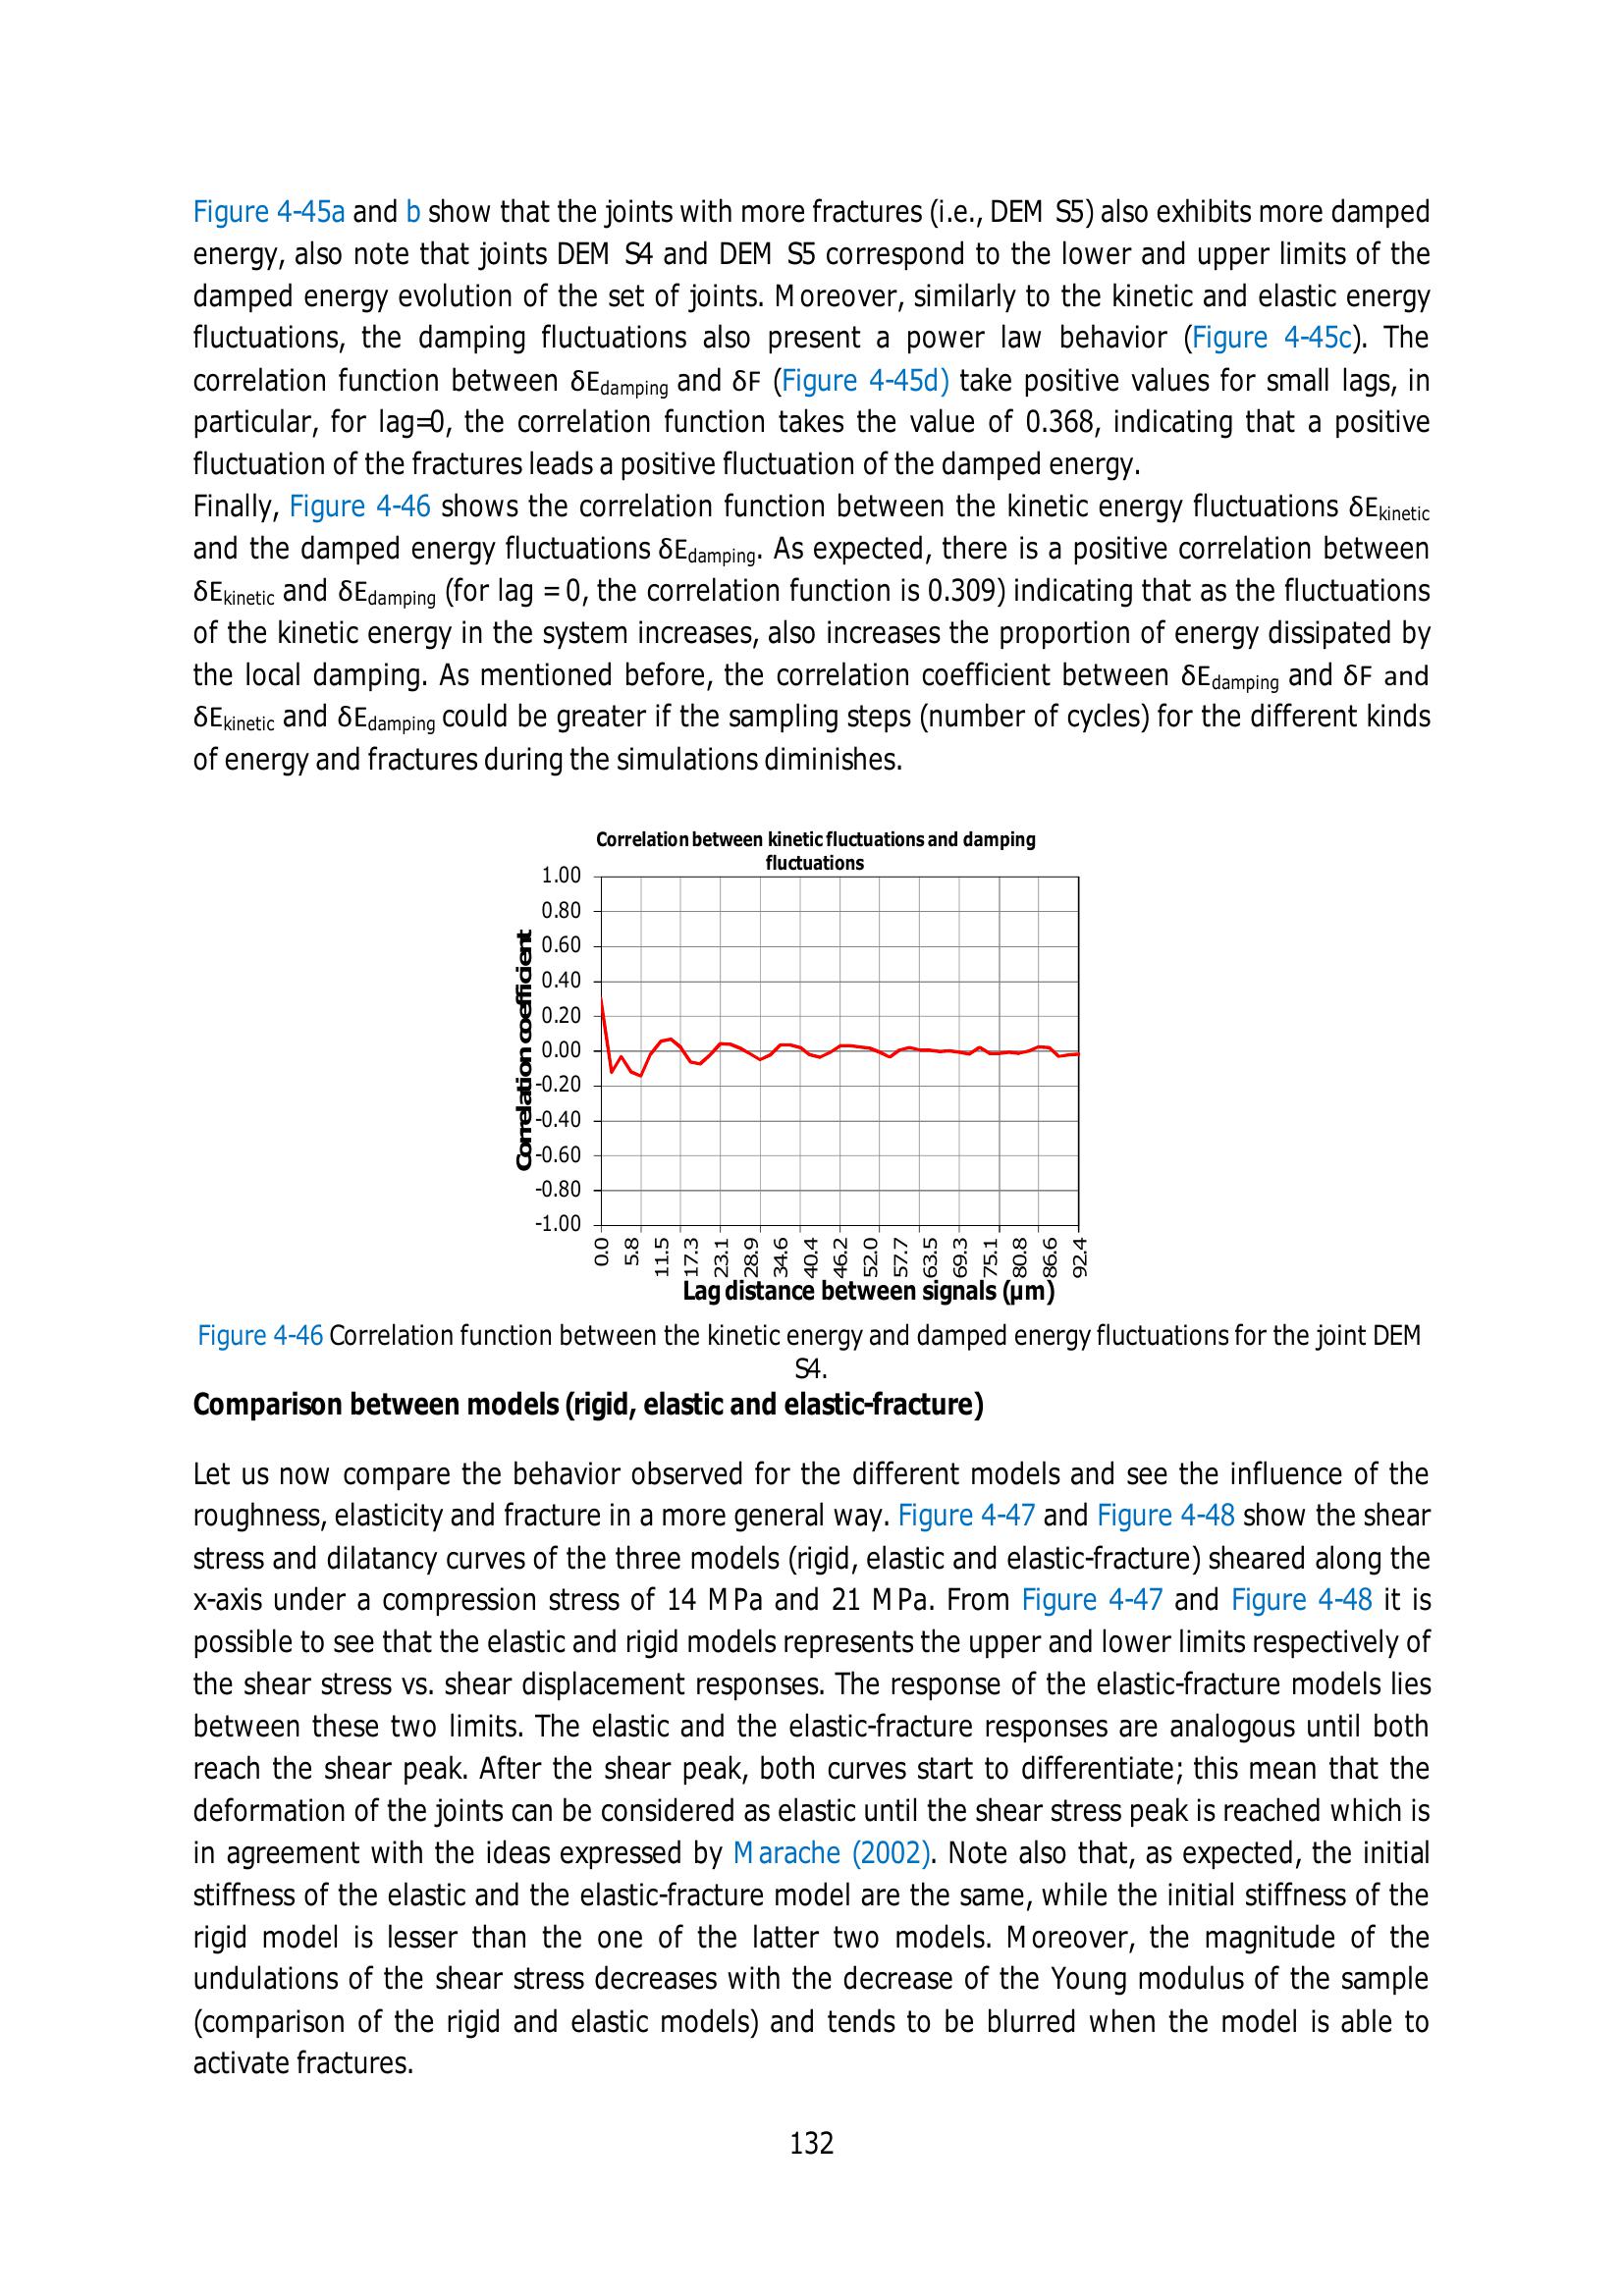 Figure 4-45a and b show that the joints with more fractures (i.e., DEM S5) also exhibits more damped
energy, also note that joints DEM S4 and DEM S5 correspond to the lower and upper limits of the
damped energy evolution of the set of joints. Moreover, similarly to the kinetic and elastic energy
fluctuations, the damping fluctuations also present a power law behavior (Figure 4-45c). The
correlation function between δEdamping and δF (Figure 4-45d) take positive values for small lags, in
particular, for lag=0, the correlation function takes the value of 0.368, indicating that a positive
fluctuation of the fractures leads a positive fluctuation of the damped energy.
Finally, Figure 4-46 shows the correlation function between the kinetic energy fluctuations δEkinetic
and the damped energy fluctuations δEdamping. As expected, there is a positive correlation between
δEkinetic and δEdamping (for lag = 0, the correlation function is 0.309) indicating that as the fluctuations
of the kinetic energy in the system increases, also increases the proportion of energy dissipated by
the local damping. As mentioned before, the correlation coefficient between δEdamping and δF and
δEkinetic and δEdamping could be greater if the sampling steps (number of cycles) for the different kinds
of energy and fractures during the simulations diminishes.
Correlation between kinetic fluctuations and damping
fluctuations
1.00
0.80
0.60
0.40
0.20
0.00
-0.20
-0.40
-0.60
-0.80
-1.00
Correlation coefficient
0.0 5.8 11.5 17.3 23.1 28.9 34.6 40.4 46.2 52.0 57.7 63.5 69.3 75.1 80.8 86.6 92.4
Lag distance between signals (µm)
Figure 4-46 Correlation function between the kinetic energy and damped energy fluctuations for the joint DEM
S4.
Comparison between models (rigid, elastic and elastic-fracture)
Let us now compare the behavior observed for the different models and see the influence of the
roughness, elasticity and fracture in a more general way. Figure 4-47 and Figure 4-48 show the shear
stress and dilatancy curves of the three models (rigid, elastic and elastic-fracture) sheared along the
x-axis under a compression stress of 14 MPa and 21 MPa. From Figure 4-47 and Figure 4-48 it is
possible to see that the elastic and rigid models represents the upper and lower limits respectively of
the shear stress vs. shear displacement responses. The response of the elastic-fracture models lies
between these two limits. The elastic and the elastic-fracture responses are analogous until both
reach the shear peak. After the shear peak, both curves start to differentiate; this mean that the
deformation of the joints can be considered as elastic until the shear stress peak is reached which is
in agreement with the ideas expressed by Marache (2002). Note also that, as expected, the initial
stiffness of the elastic and the elastic-fracture model are the same, while the initial stiffness of the
rigid model is lesser than the one of the latter two models. Moreover, the magnitude of the
undulations of the shear stress decreases with the decrease of the Young modulus of the sample
(comparison of the rigid and elastic models) and tends to be blurred when the model is able to
activate fractures.
132